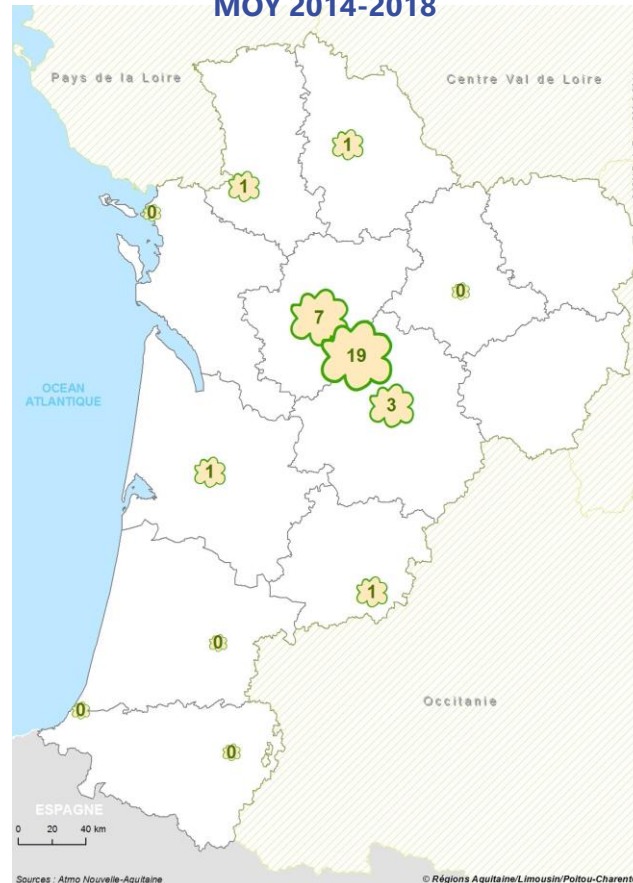 MOY 2014-2018
Pays de la Loire
Centre Val de Loire
1
1
0
0
7
19
3
OCEAN
ATLANTIQUE
1
1
0
Occitanie
0
0
ESPAGNE
0 20 40 km
Sources : Atmo Nouvelle-Aquitaine
© Régions Aquitaine/Limousin/Poitou-Charent